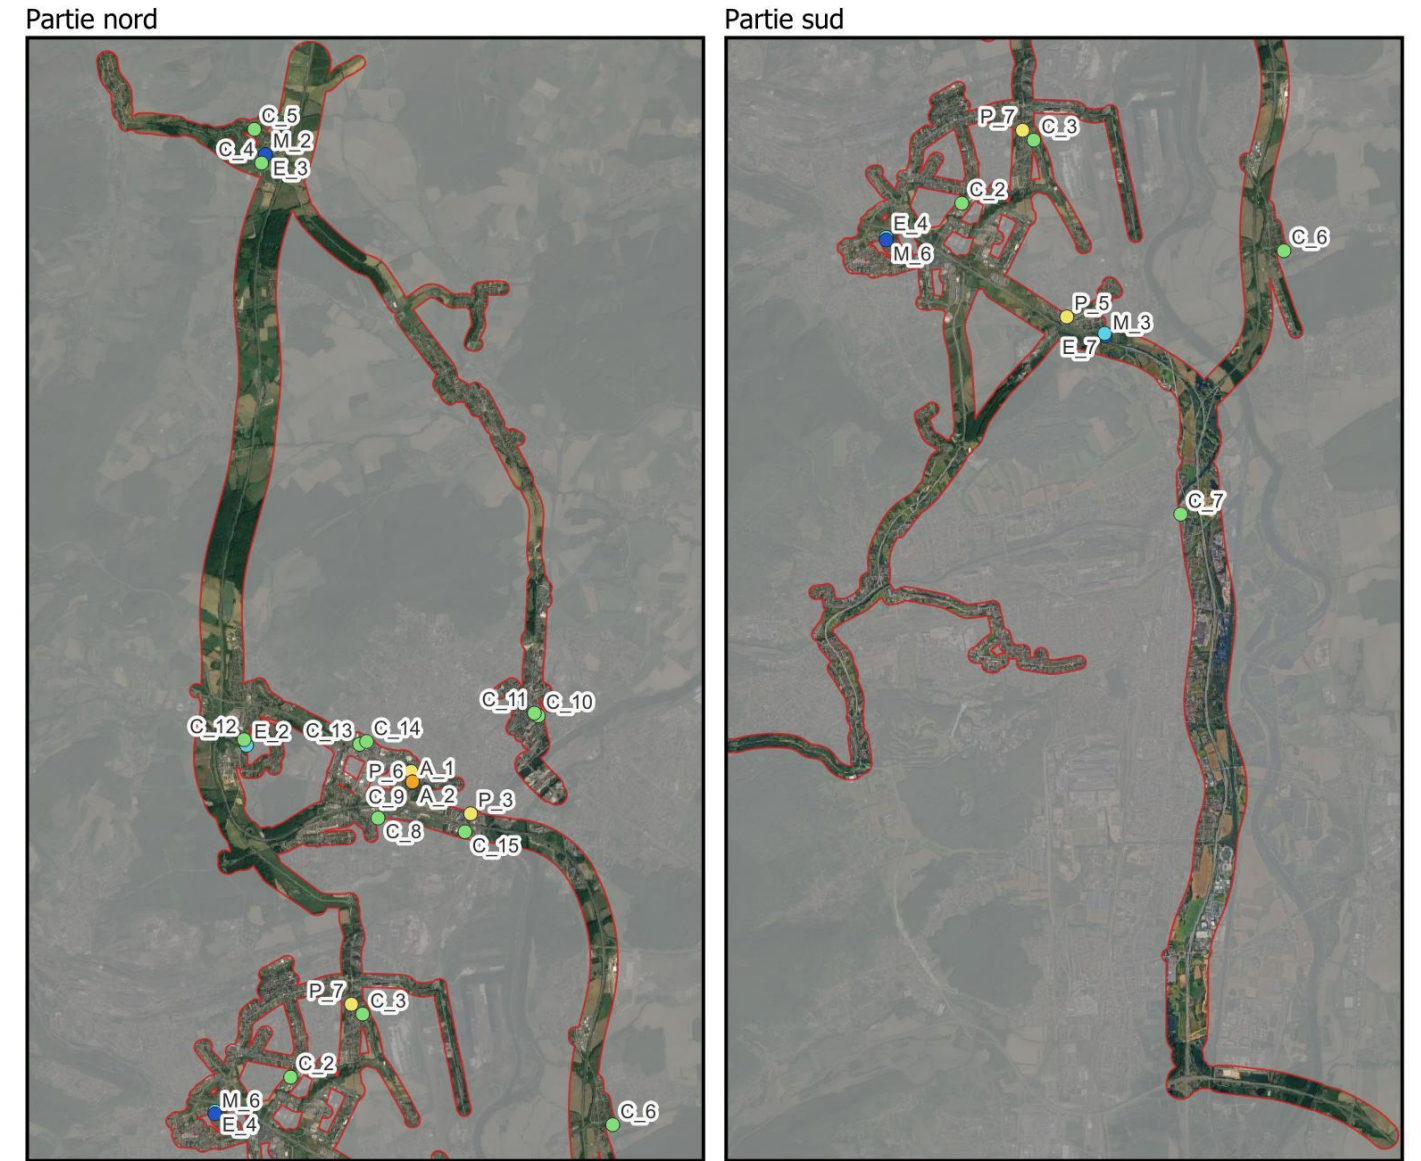 Partie nord
Partie sud
C_5
M_2
C_4
E_3
C_11
C_10
C_12
E_2
C_13
C_14
P_6
A_1
A_2
C_9
P_3
C_8
C_15
P_7
C_3
C_2
M_6
E_4
C_6
P_7
C_3
C_2
E_4
M_6
C_6
P_5
M_3
E_7
C_7